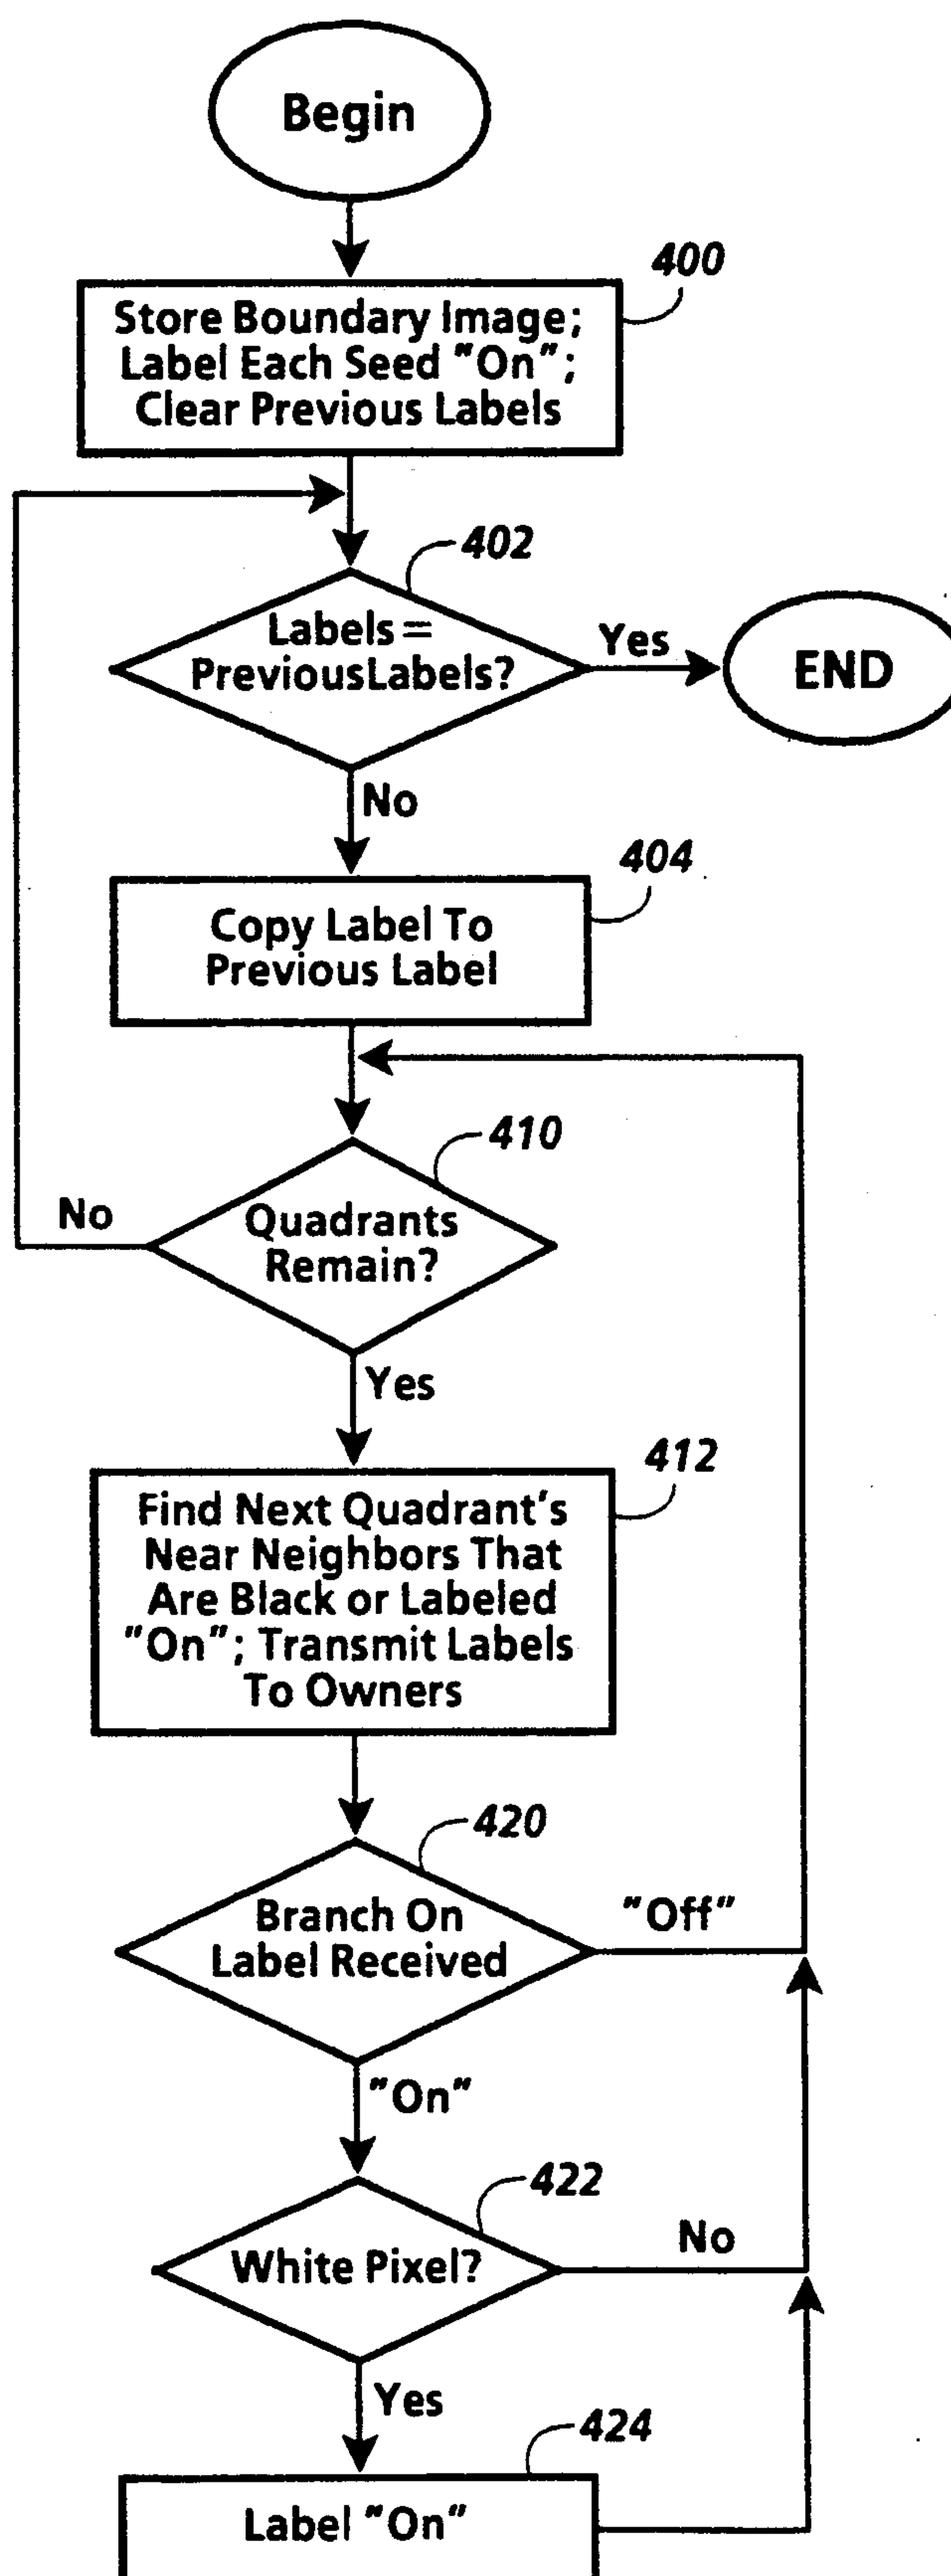 Begin
400
Store Boundary Image;
Label Each Seed "On";
Clear Previous Labels
402
Labels =
PreviousLabels?
Yes
END
No
404
Copy Label To
Previous Label
410
No
Quadrants
Remain?
Yes
412
Find Next Quadrant's
Near Neighbors That
Are Black or Labeled
"On"; Transmit Labels
To Owners
420
Branch On
Label Received
"Off"
"On"
422
White Pixel?
No
Yes
424
Label "On"